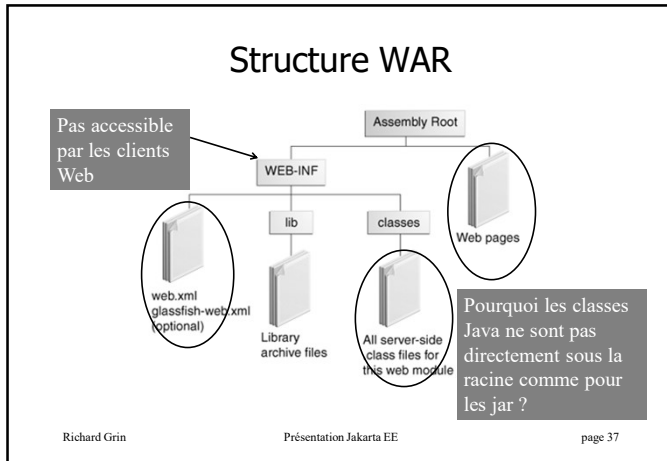 Structure WAR
Pas accessible
par les clients
Web
Assembly Root
WEB-INF
lib
classes
Web pages
web.xml
glassfish-web.xml
(optional)
Library
archive files
All server-side
class files for
this web module
Pourquoi les classes
Java ne sont pas
directement sous la
racine comme pour
les jar ?
Richard Grin
Présentation Jakarta EE
page 37